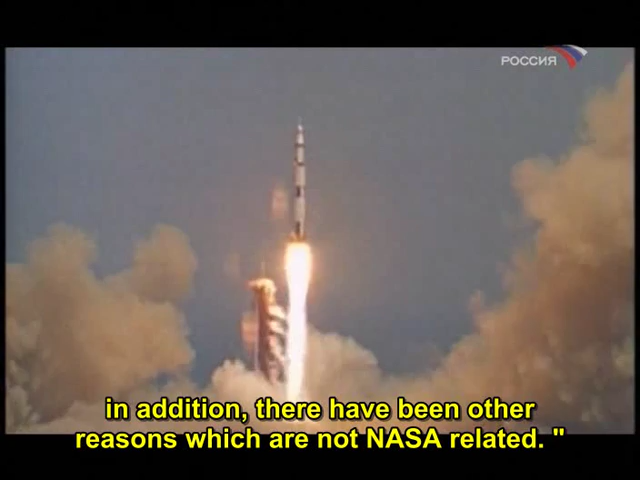 РОССИЯ
in addition, there have been other
reasons which are not NASA related. "